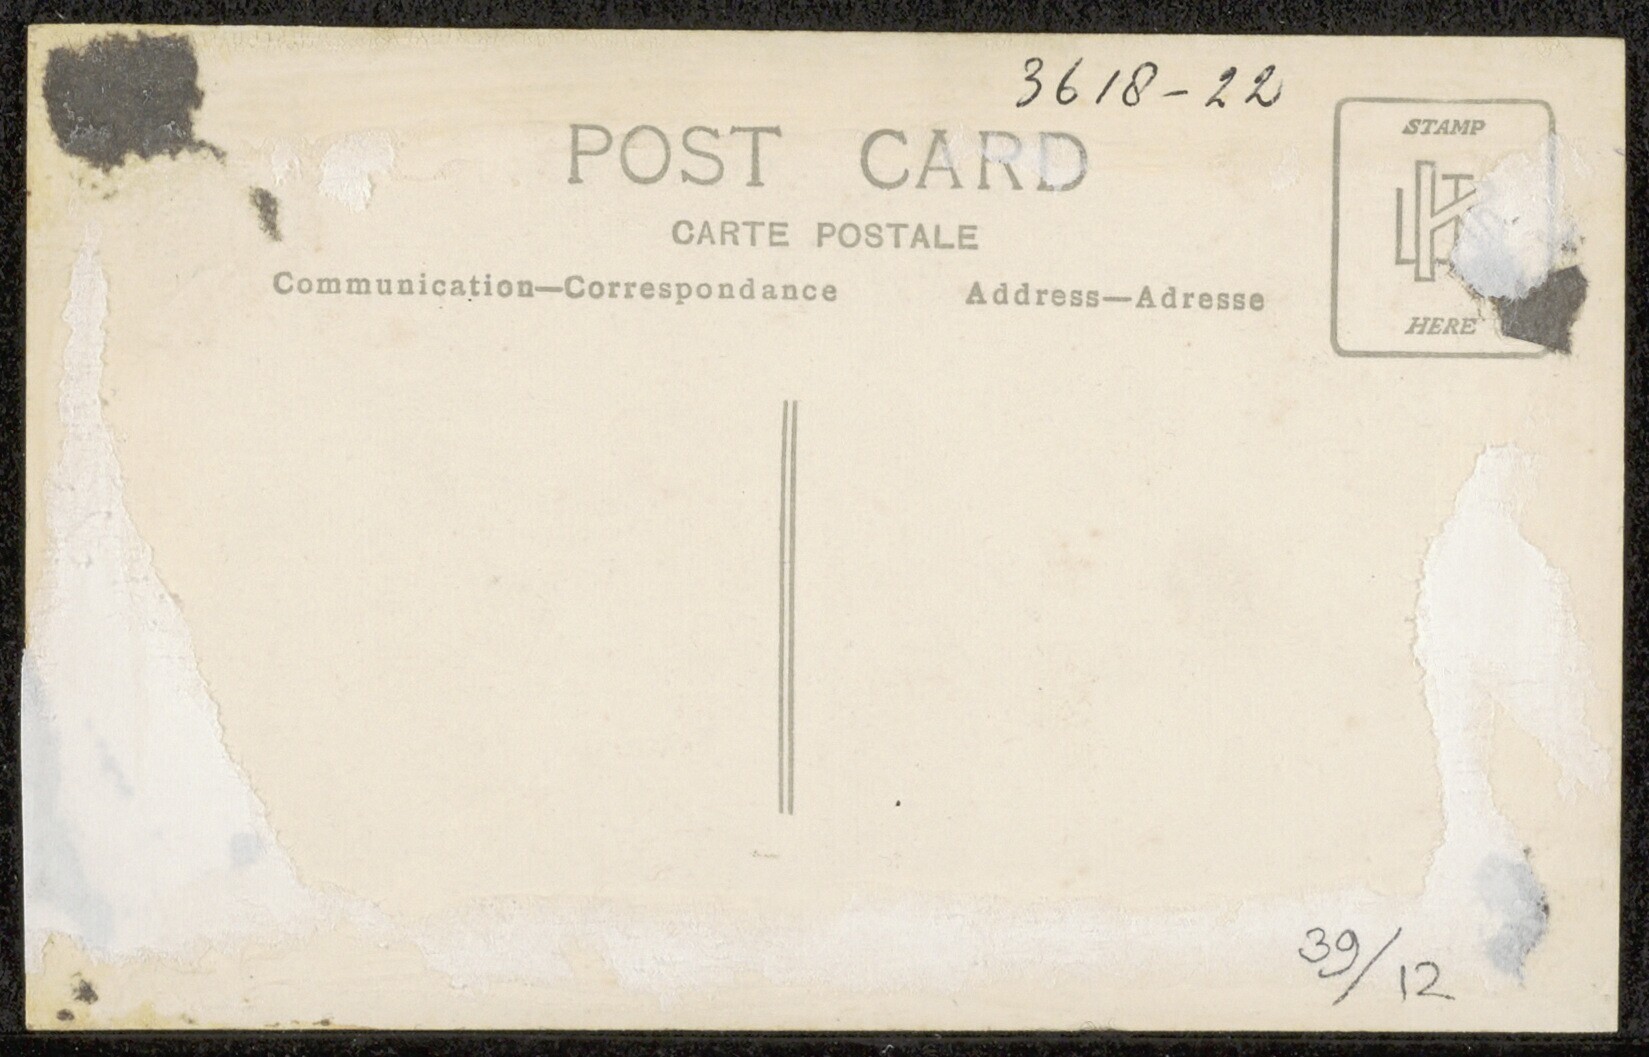 3618-22
POST CARD
CARTE POSTALE
Communication—Correspondance
Address—Adresse
STAMP
HERE
39/12